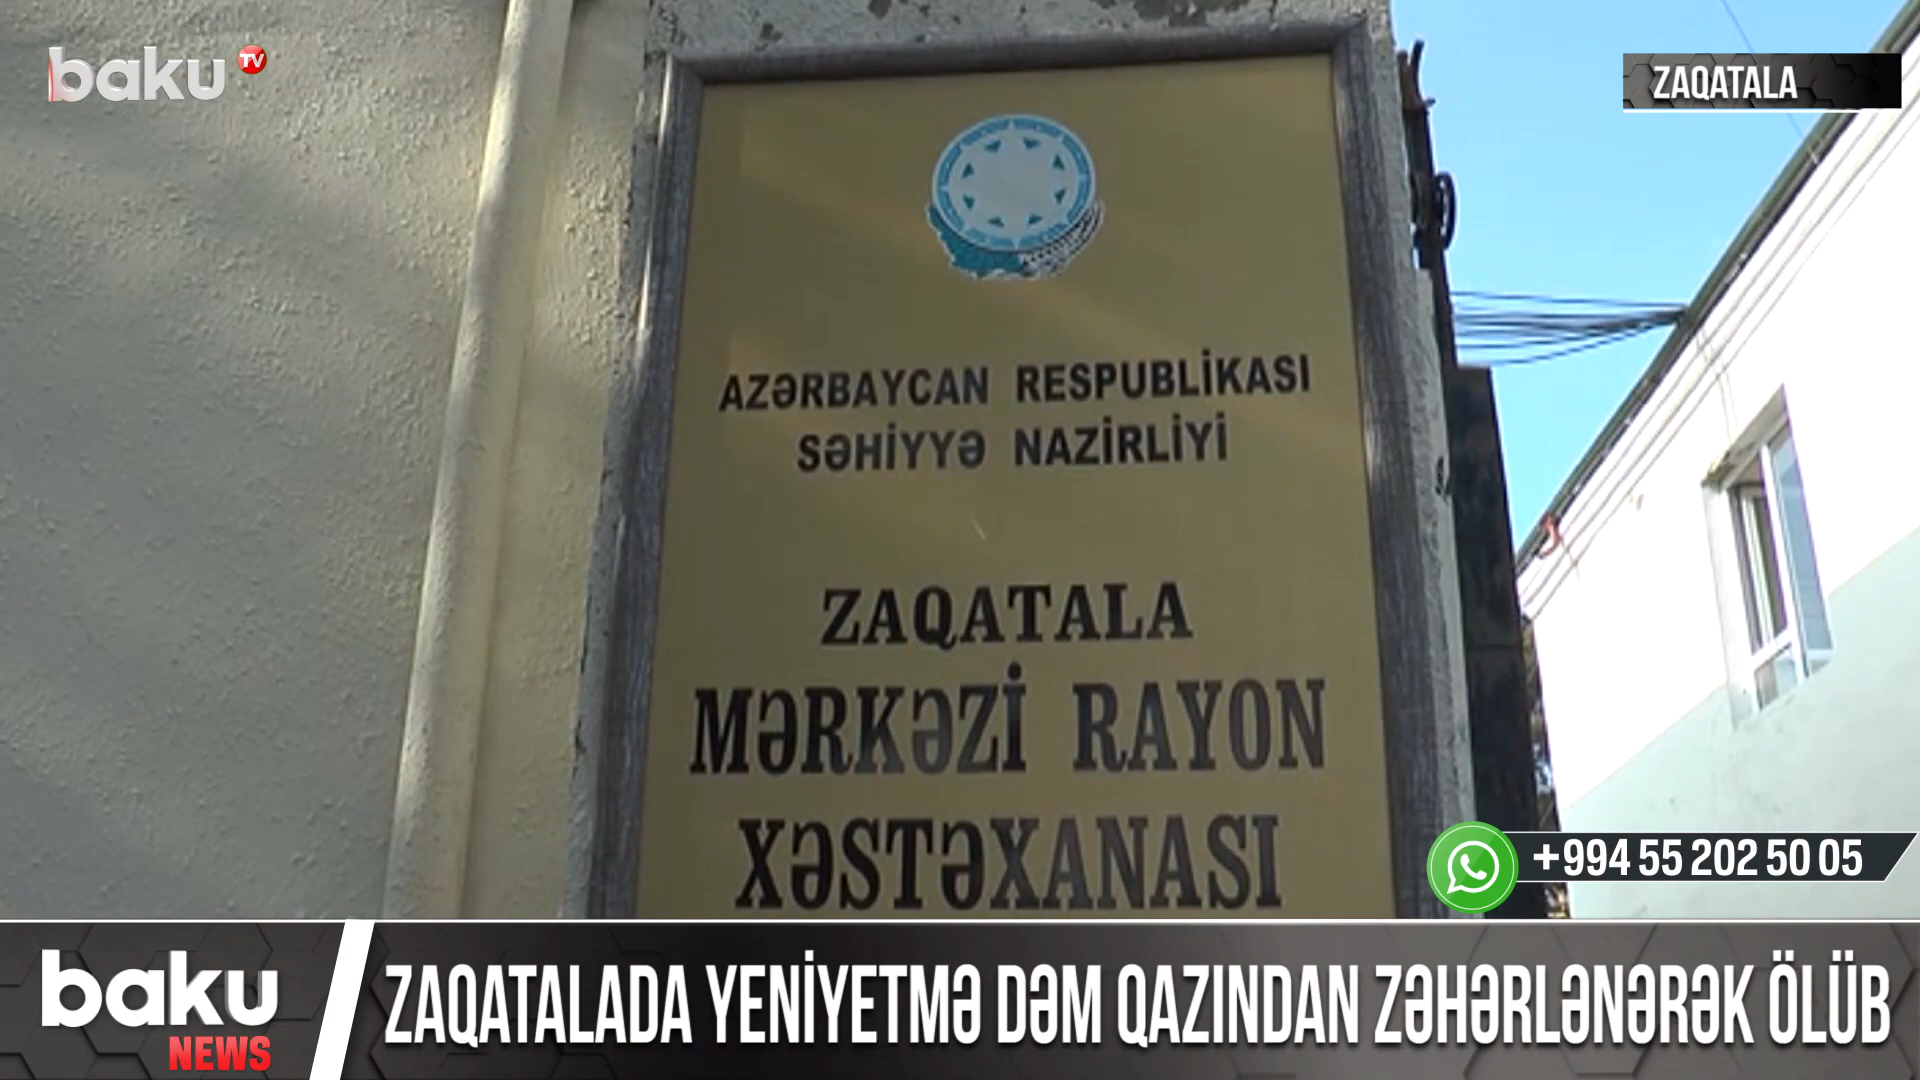 baku TV
ZAQATALA
AZƏRBAYCAN RESPUBLİKASI
SƏHİYYƏ NAZİRLİYİ
ZAQATALA
MƏRKƏZİ RAYON
XƏSTƏXANASI
+994 55 202 50 05
baku
NEWS
ZAQATALADA YENİYETMƏ DƏM QAZINDAN ZƏHƏRLƏNƏRƏK ÖLÜB